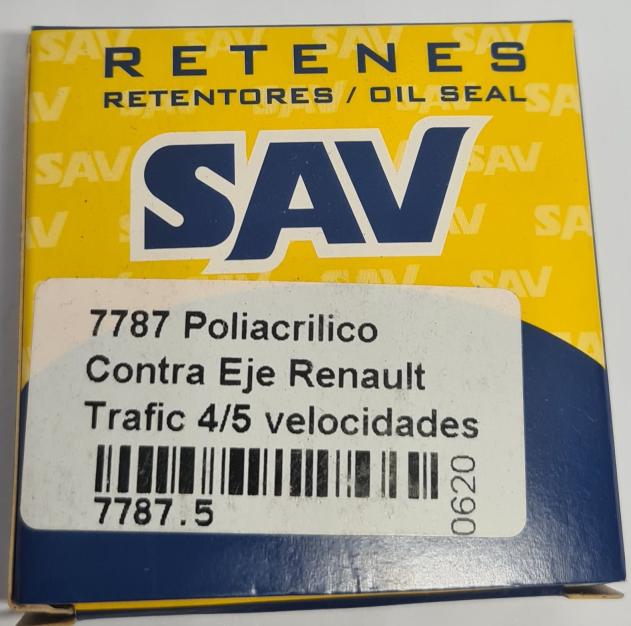 RETENES
RETENTORES / OIL SEAL
SAV
7787 Poliacrilico
Contra Eje Renault
Trafic 4/5 velocidades
7787.5
0620